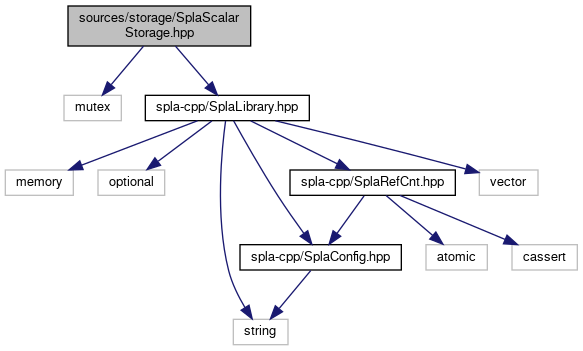 sources/storage/SplaScalar
Storage.hpp
mutex
spla-cpp/SplaLibrary.hpp
memory
optional
spla-cpp/SplaRefCnt.hpp
vector
spla-cpp/SplaConfig.hpp
atomic
cassert
string